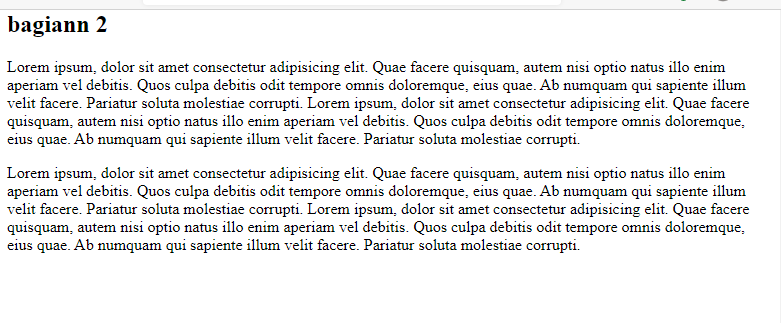 bagiann 2
Lorem ipsum, dolor sit amet consectetur adipisicing elit. Quae facere quisquam, autem nisi optio natus illo enim
aperiam vel debitis. Quos culpa debitis odit tempore omnis doloremque, eius quae. Ab numquam qui sapiente illum
velit facere. Pariatur soluta molestiae corrupti. Lorem ipsum, dolor sit amet consectetur adipisicing elit. Quae facere
quisquam, autem nisi optio natus illo enim aperiam vel debitis. Quos culpa debitis odit tempore omnis doloremque,
eius quae. Ab numquam qui sapiente illum velit facere. Pariatur soluta molestiae corrupti.
Lorem ipsum, dolor sit amet consectetur adipisicing elit. Quae facere quisquam, autem nisi optio natus illo enim
aperiam vel debitis. Quos culpa debitis odit tempore omnis doloremque, eius quae. Ab numquam qui sapiente illum
velit facere. Pariatur soluta molestiae corrupti. Lorem ipsum, dolor sit amet consectetur adipisicing elit. Quae facere
quisquam, autem nisi optio natus illo enim aperiam vel debitis. Quos culpa debitis odit tempore omnis doloremque,
eius quae. Ab numquam qui sapiente illum velit facere. Pariatur soluta molestiae corrupti.